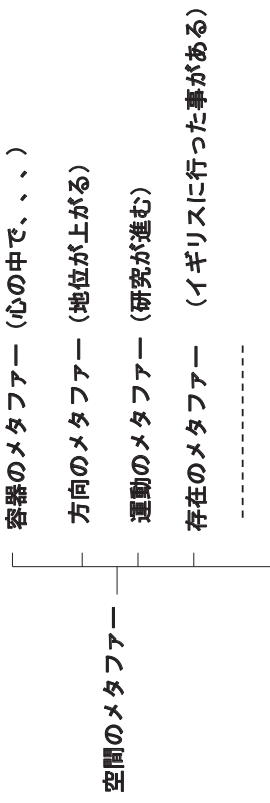 空間のメタファー
容器のメタファー（心の中で、、、）
方向のメタファー（地位が上がる）
運動のメタファー（研究が進む）
存在のメタファー （イギリスに行った事がある）